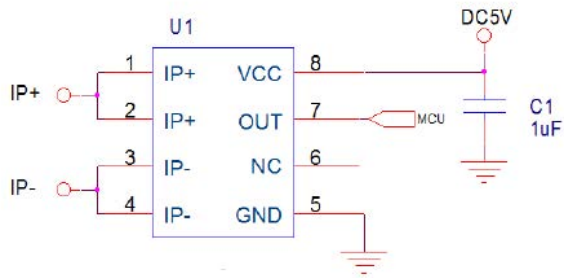 DC5V
U1
1 IP+ VCC 8
IP+
2 IP+ OUT 7 MCU
C1
1uF
3 IP- NC 6
IP-
4 IP- GND 5